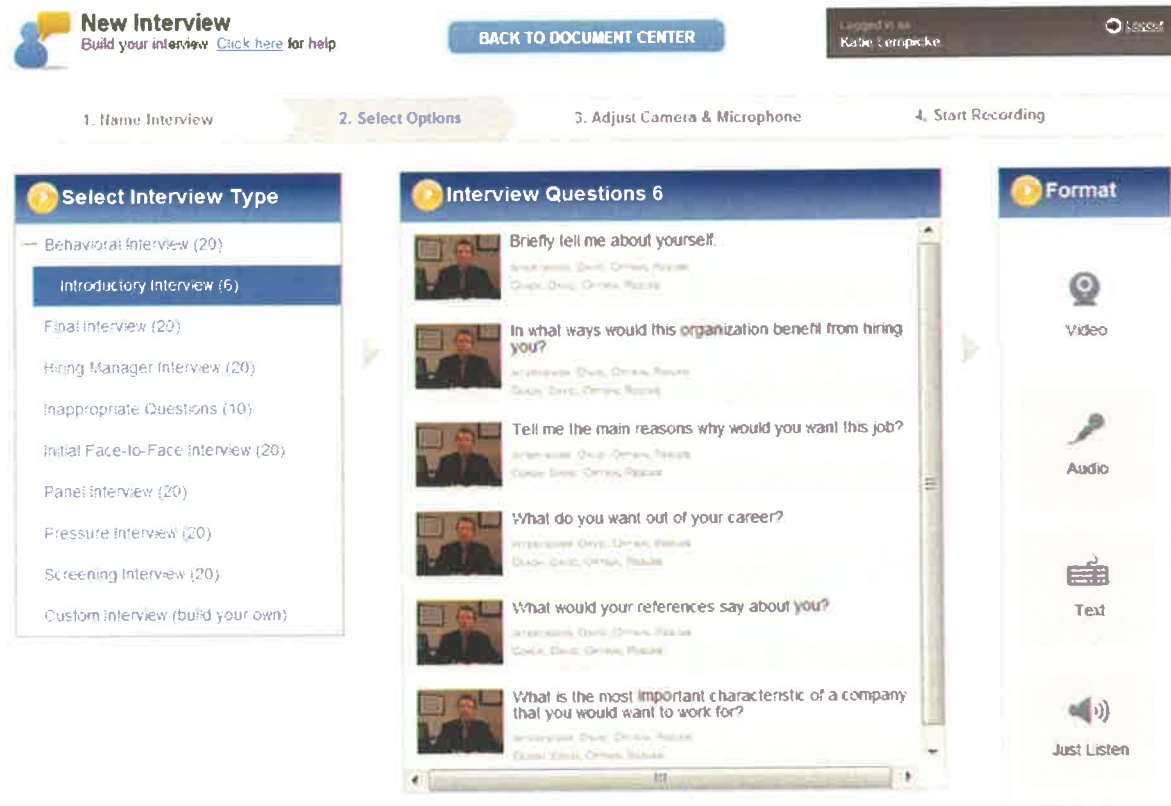 New Interview
Build your interview Click here for help
BACK TO DOCUMENT CENTER
Logged in as
Logout
Katie
1. Name Interview
2. Select Options
3. Adjust Camera & Microphone
4. Start Recording
Select Interview Type
Behavioral Interview (20)
Introductory Interview (6)
Final Interview (20)
Hiring Manager Interview (20)
Inappropriate Questions (10)
Initial Face-to-Face Interview (20)
Panel Interview (20)
Pressure Interview (20)
Screening Interview (20)
Custom Interview (build your own)
Interview Questions 6
Briefly tell me about yourself.
In what ways would this organization benefit from hiring
you?
Tell me the main reasons why would you want this job?
What do you want out of your career?
What would your references say about you?
What is the most important characteristic of a company
that you would want to work for?
Format
Video
Audio
Text
Just Listen